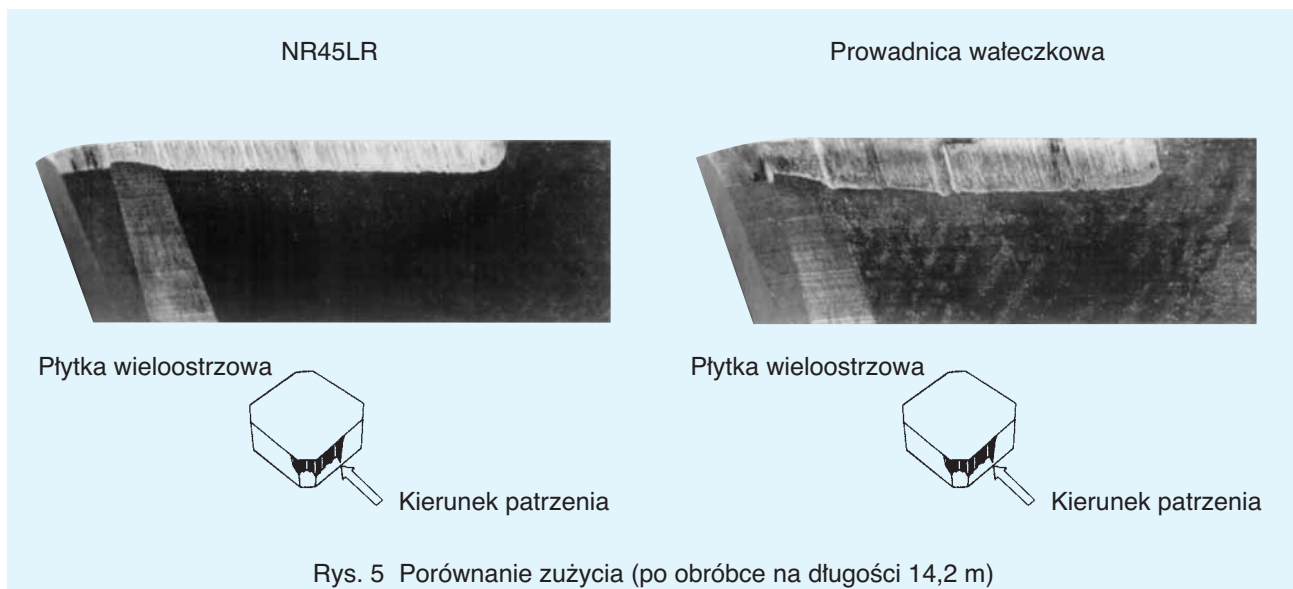 NR45LR
Prowadnica wałeczkowa
Płytka wieloostrzowa
Kierunek patrzenia
Płytka wieloostrzowa
Kierunek patrzenia
Rys. 5 Porównanie zużycia (po obróbce na długości 14,2 m)